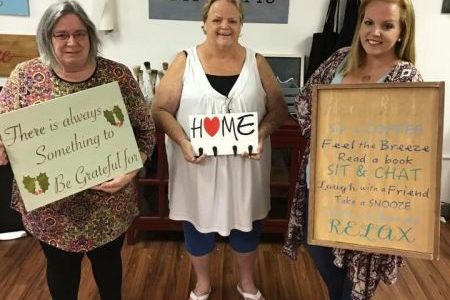 There is always
Something to
Be Grateful for
HOME
SIP & COFFEE
Feel the Breeze
Read a book
SIT & CHAT
Laugh with a Friend
Take a SNOOZE
RELAX